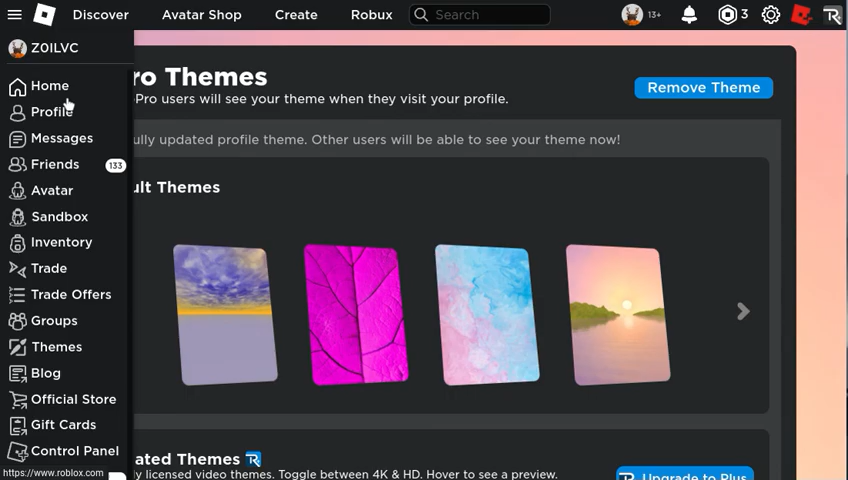 Discover Avatar Shop Create Robux Search 13+ 3
Z0ILVC
Home
Profile
Messages
Friends 133
Avatar
Sandbox
Inventory
Trade
Trade Offers
Groups
Themes
Blog
Official Store
Gift Cards
Control Panel
https://www.roblox.com
ro Themes
Pro users will see your theme when they visit your profile.
Remove Theme
fully updated profile theme. Other users will be able to see your theme now!
ult Themes
ated Themes
ly licensed video themes. Toggle between 4K & HD. Hover to see a preview.
Upgrade to Plus